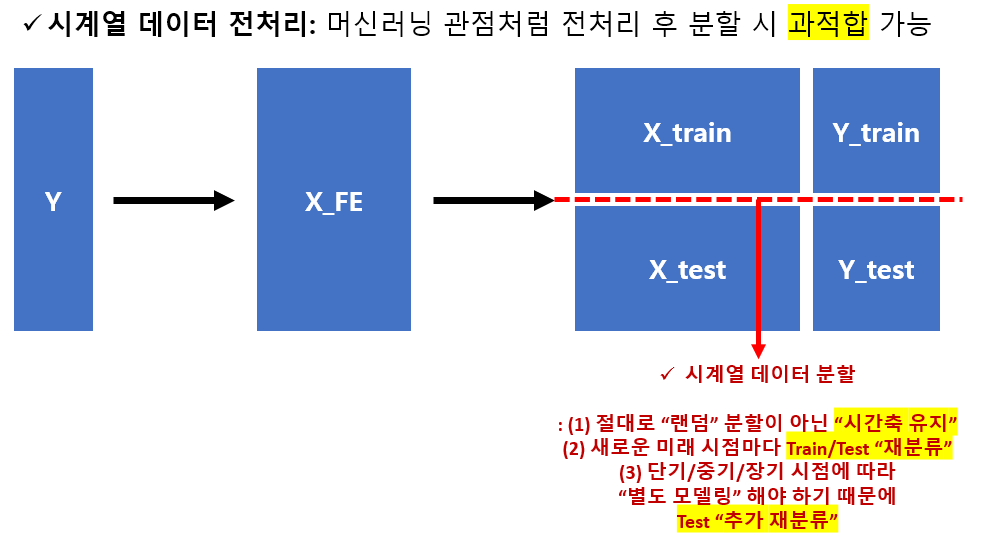 ✓ 시계열 데이터 전처리: 머신러닝 관점처럼 전처리 후 분할 시 과적합 가능
Y
X_FE
X_train
Y_train
X_test
Y_test
✓ 시계열 데이터 분할
: (1) 절대로 “랜덤” 분할이 아닌 “시간축 유지”
(2) 새로운 미래 시점마다 Train/Test “재분류”
(3) 단기/중기/장기 시점에 따라
“별도 모델링” 해야 하기 때문에
Test “추가 재분류”